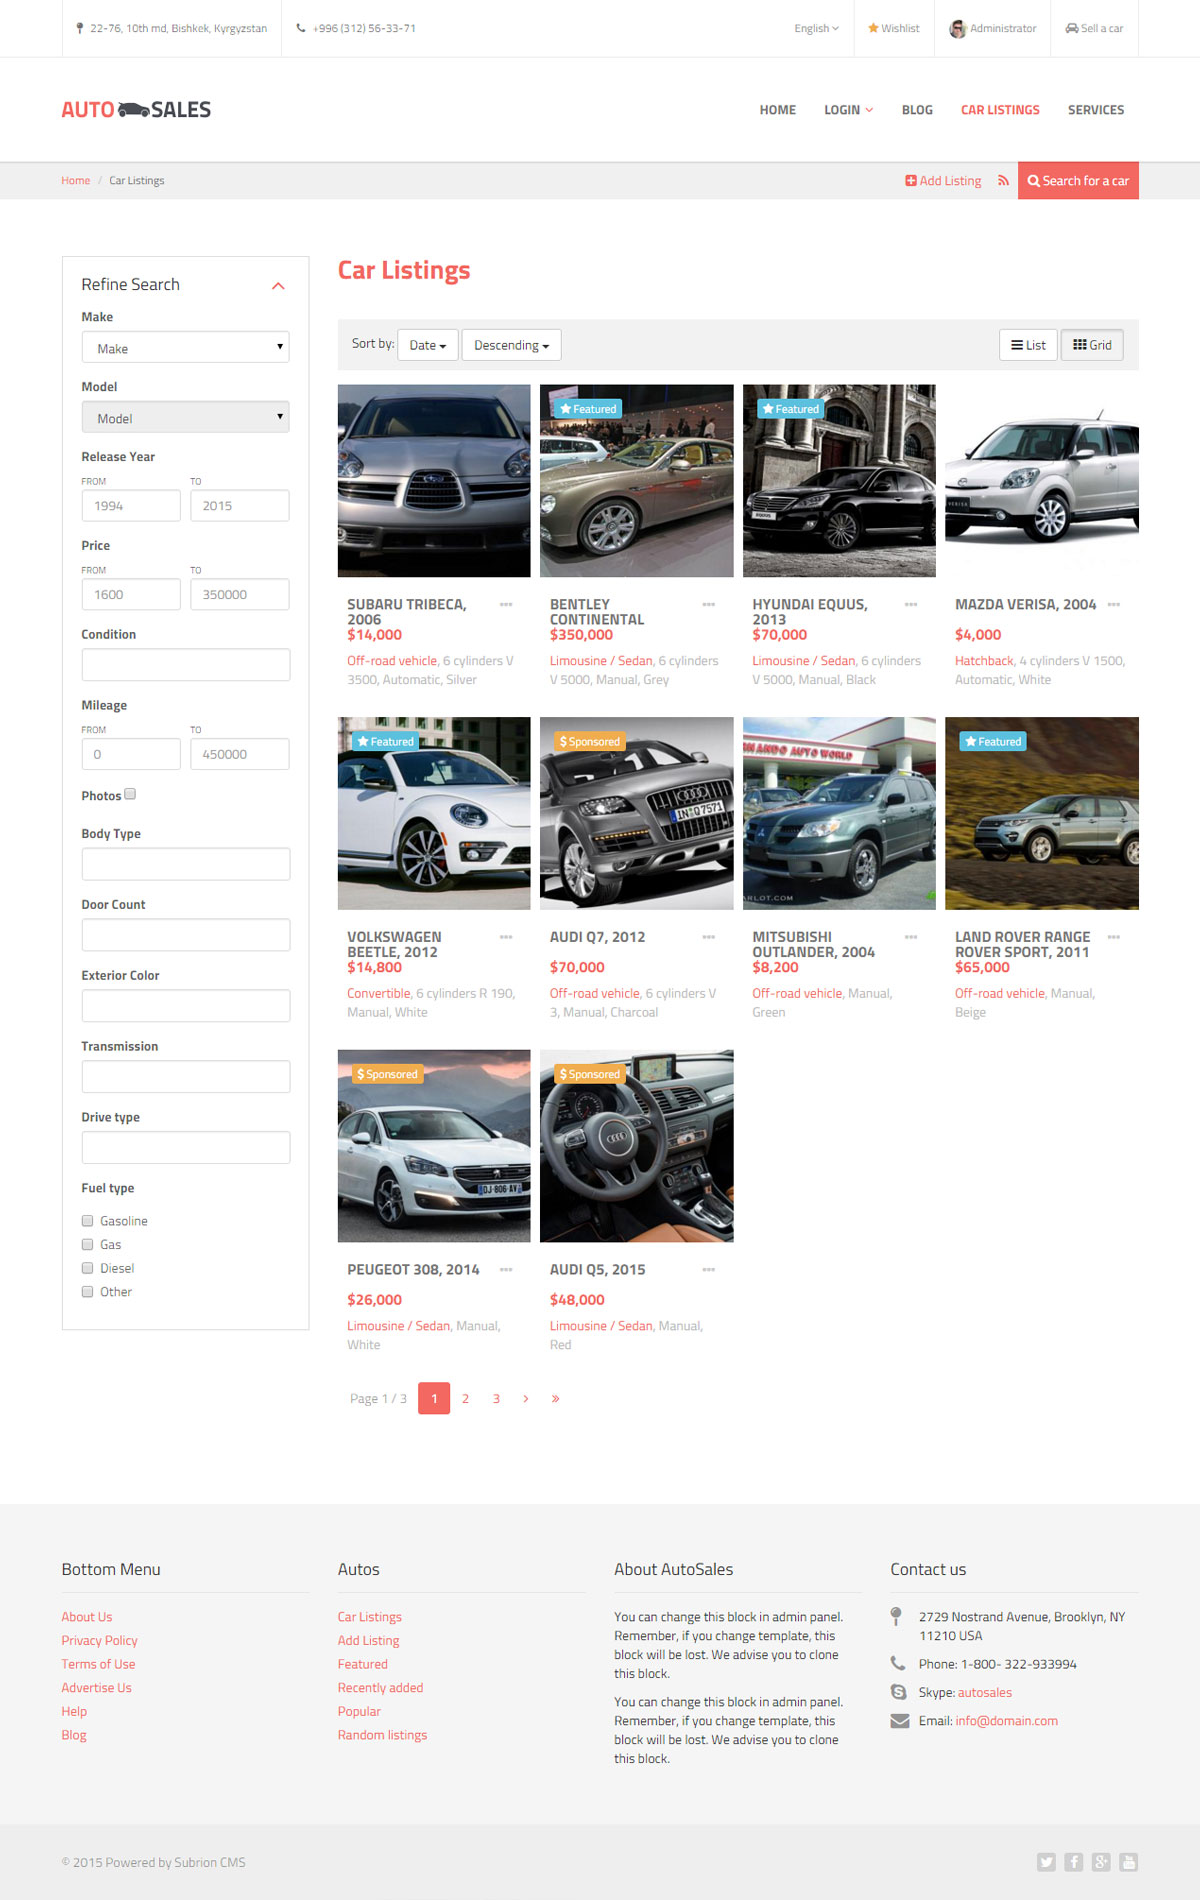 22-76, 10th md, Bishkek, Kyrgyzstan
+996 (312) 56-33-71
English
Wishlist
Administrator
Sell a car
AUTO SALES
HOME
LOGIN
BLOG
CAR LISTINGS
SERVICES
Home / Car Listings
Add Listing
Search for a car
Refine Search
Make
Make
Model
Model
Release Year
FROM TO
1994 2015
Price
FROM TO
1600 350000
Condition
Mileage
FROM TO
0 450000
Photos
Body Type
Door Count
Exterior Color
Transmission
Drive type
Fuel type
Gasoline
Gas
Diesel
Other
Car Listings
Sort by: Date Descending
List Grid
SUBARU TRIBECA,
2006
$14,000
Off-road vehicle, 6 cylinders V
3500, Automatic, Silver
Featured
BENTLEY
CONTINENTAL
$350,000
Limousine / Sedan, 6 cylinders
V 5000, Manual, Grey
Featured
HYUNDAI EQUUS,
2013
$70,000
Limousine / Sedan, 6 cylinders
V 5000, Manual, Black
VERISA
MAZDA VERISA, 2004
$4,000
Hatchback, 4 cylinders V 1500,
Automatic, White
Featured
VOLKSWAGEN
BEETLE, 2012
$14,800
Convertible, 6 cylinders R 190,
Manual, White
$ Sponsored
IN Q 7571
AUDI Q7, 2012
$70,000
Off-road vehicle, 6 cylinders V
3, Manual, Charcoal
ANDO AUTO WORLD
ARLOT.COM
MITSUBISHI
OUTLANDER, 2004
$8,200
Off-road vehicle, Manual,
Green
Featured
LAND ROVER RANGE
ROVER SPORT, 2011
$65,000
Off-road vehicle, Manual,
Beige
$ Sponsored
DJ-806-AV
PEUGEOT 308, 2014
$26,000
Limousine / Sedan, Manual,
White
$ Sponsored
AUDI Q5, 2015
$48,000
Limousine / Sedan, Manual,
Red
Page 1 / 3 1 2 3 › »
Bottom Menu
About Us
Privacy Policy
Terms of Use
Advertise Us
Help
Blog
Autos
Car Listings
Add Listing
Featured
Recently added
Popular
Random listings
About AutoSales
You can change this block in admin panel.
Remember, if you change template, this
block will be lost. We advise you to clone
this block.
You can change this block in admin panel.
Remember, if you change template, this
block will be lost. We advise you to clone
this block.
Contact us
2729 Nostrand Avenue, Brooklyn, NY
11210 USA
Phone: 1-800- 322-933994
Skype: autosales
Email: info@domain.com
© 2015 Powered by Subrion CMS